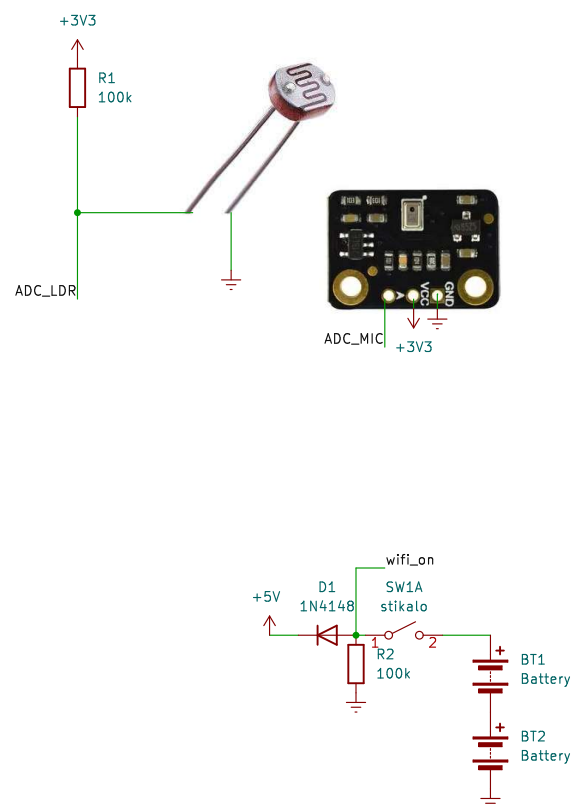 +3V3
R1
100k
ADC_LDR
A
VCC
GND
ADC_MIC
+3V3
wifi_on
+5V
D1
1N4148
SW1A
stikalo
1
2
R2
100k
BT1
Battery
BT2
Battery